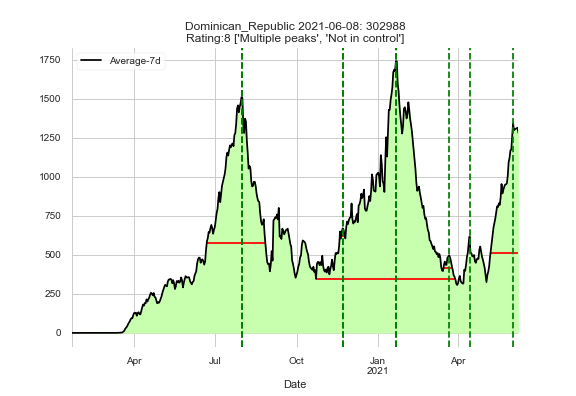 Dominican_Republic 2021-06-08: 302988
Rating:8 ['Multiple peaks', 'Not in control']
Average-7d
1750
1500
1250
1000
750
500
250
0
Apr
Jul
Oct
Jan
2021
Apr
Date